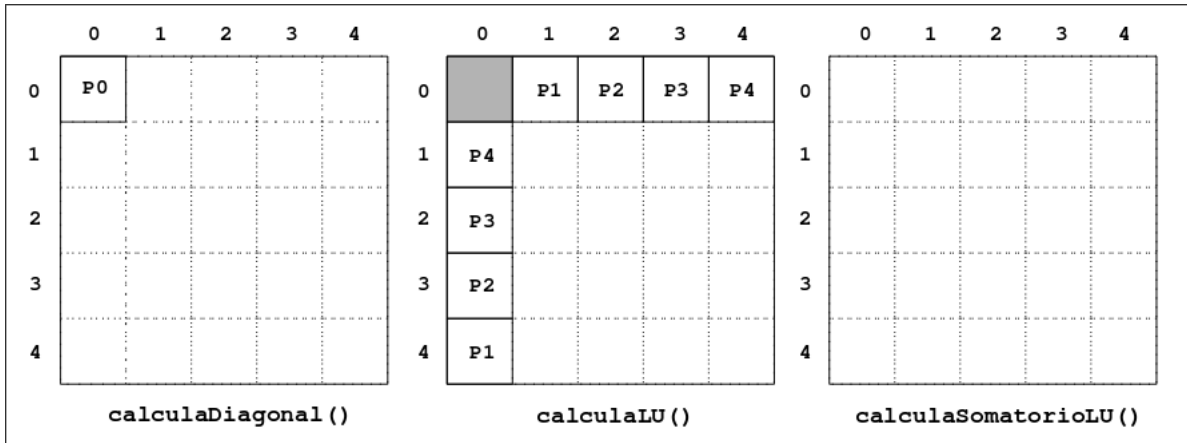 0 1 2 3 4 0 1 2 3 4 0 1 2 3 4
0 P0 0 P1 P2 P3 P4 0
1 1 P4 1
2 2 P3 2
3 3 P2 3
4 4 P1 4
calculaDiagonal() calculaLU() calculaSomatorioLU()